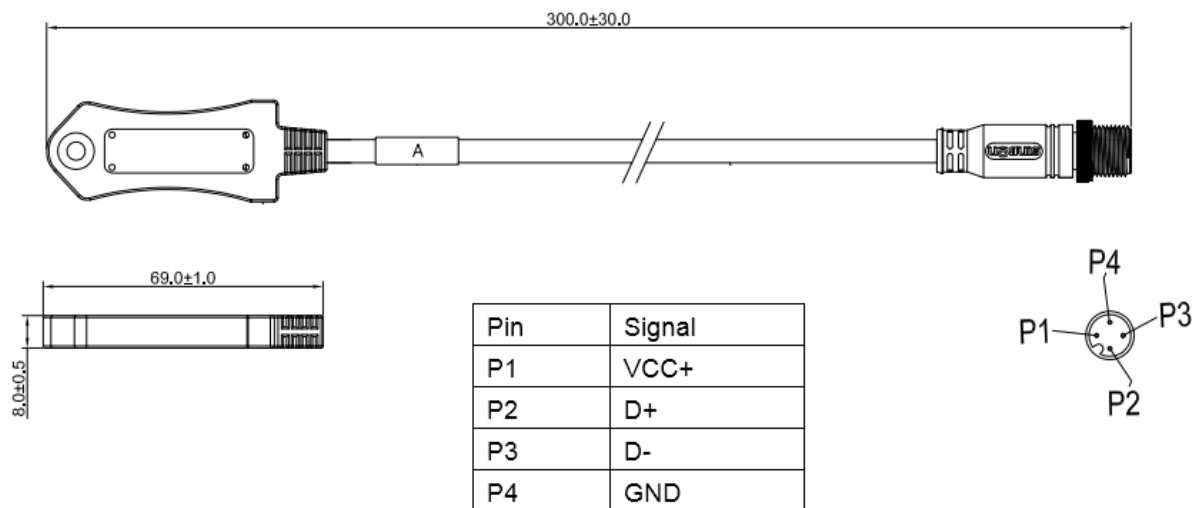 300.0±30.0
A
69.0±1.0
8.0±0.5
Pin Signal
P1 VCC+
P2 D+
P3 D-
P4 GND
P4
P3
P1
P2